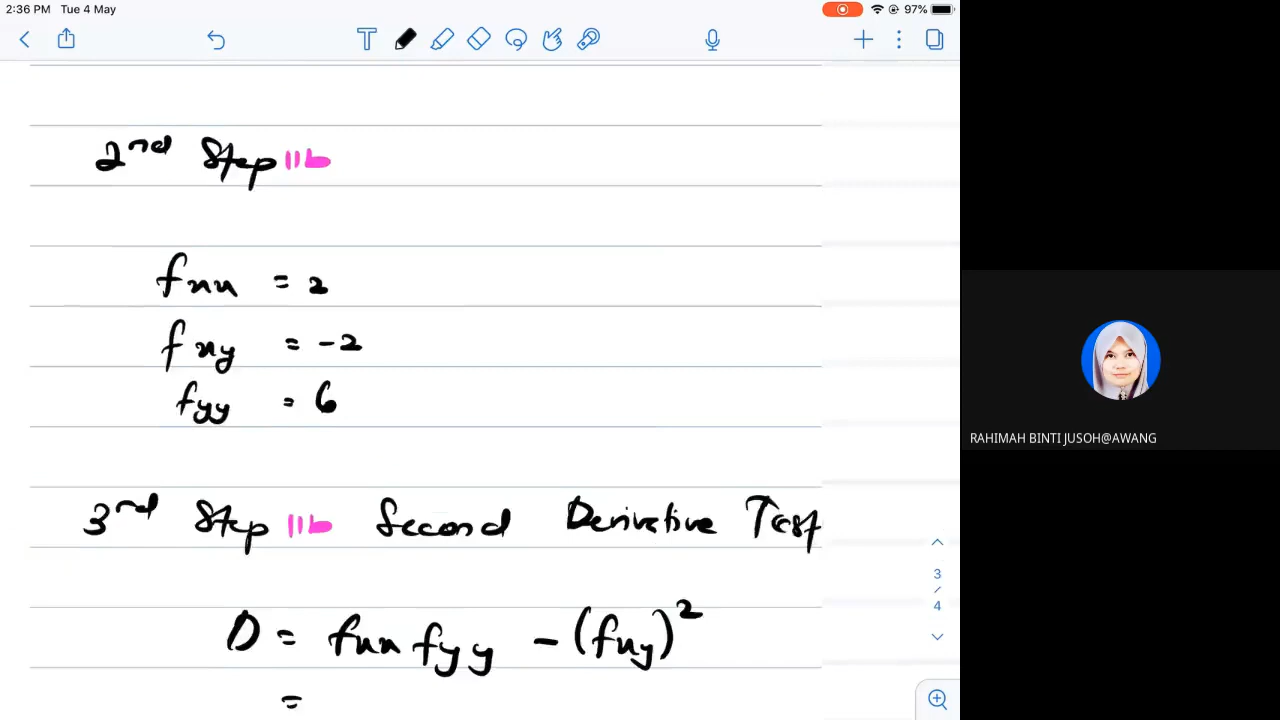 2:36 PM Tue 4 May
97%
2nd Step
fxx = 2
fxy = -2
fyy = 6
3rd Step Second Derivative Test
D = fxx fyy - (fxy)2
=
3
/
4
RAHIMAH BINTI JUSOH@AWANG